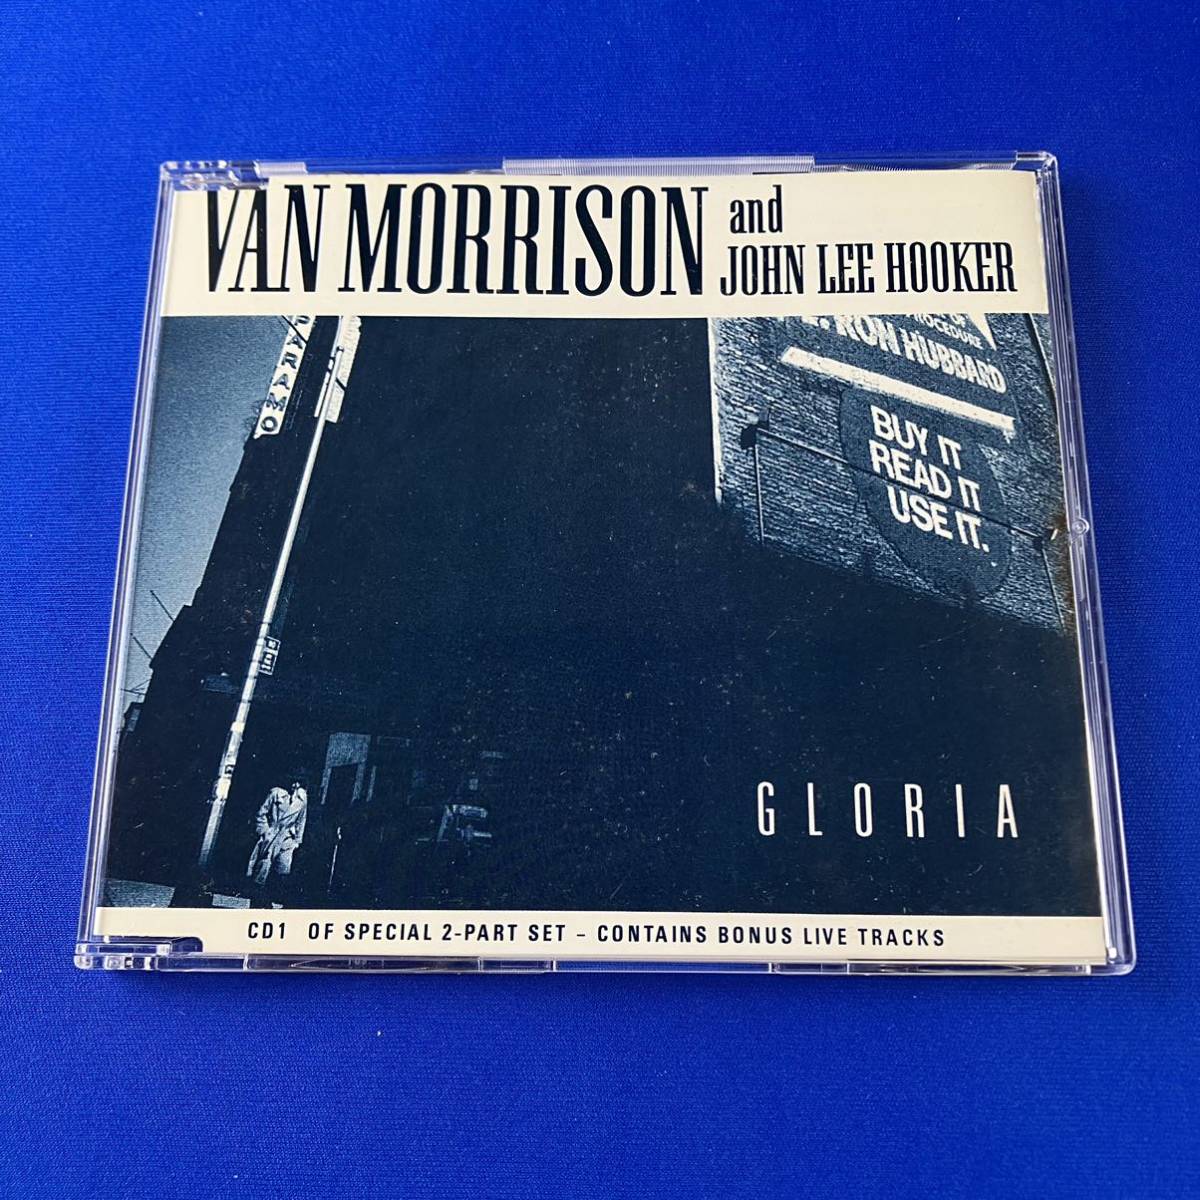 VAN MORRISON and
JOHN LEE HOOKER
RON HUBBARD
BUY IT
READ IT
USE IT.
GLORIA
CD1 OF SPECIAL 2-PART SET – CONTAINS BONUS LIVE TRACKS